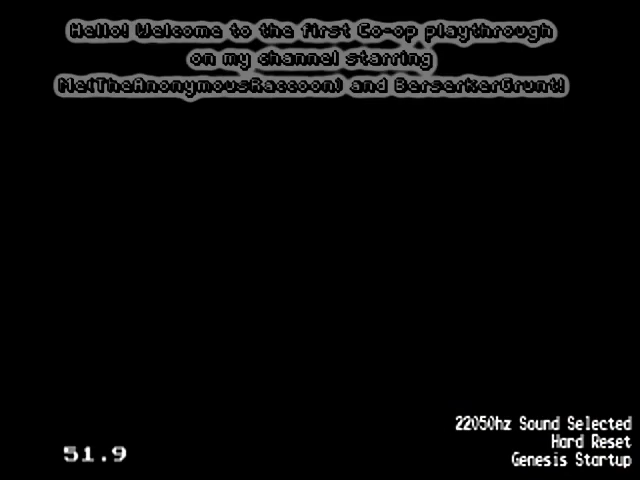 Hello! Welcome to the first Co-op playthrough
on my channel starring
Me(TheAnonymousRaccoon) and BerserkerGrunt!
22050hz Sound Selected
Hard Reset
51.9
Genesis Startup